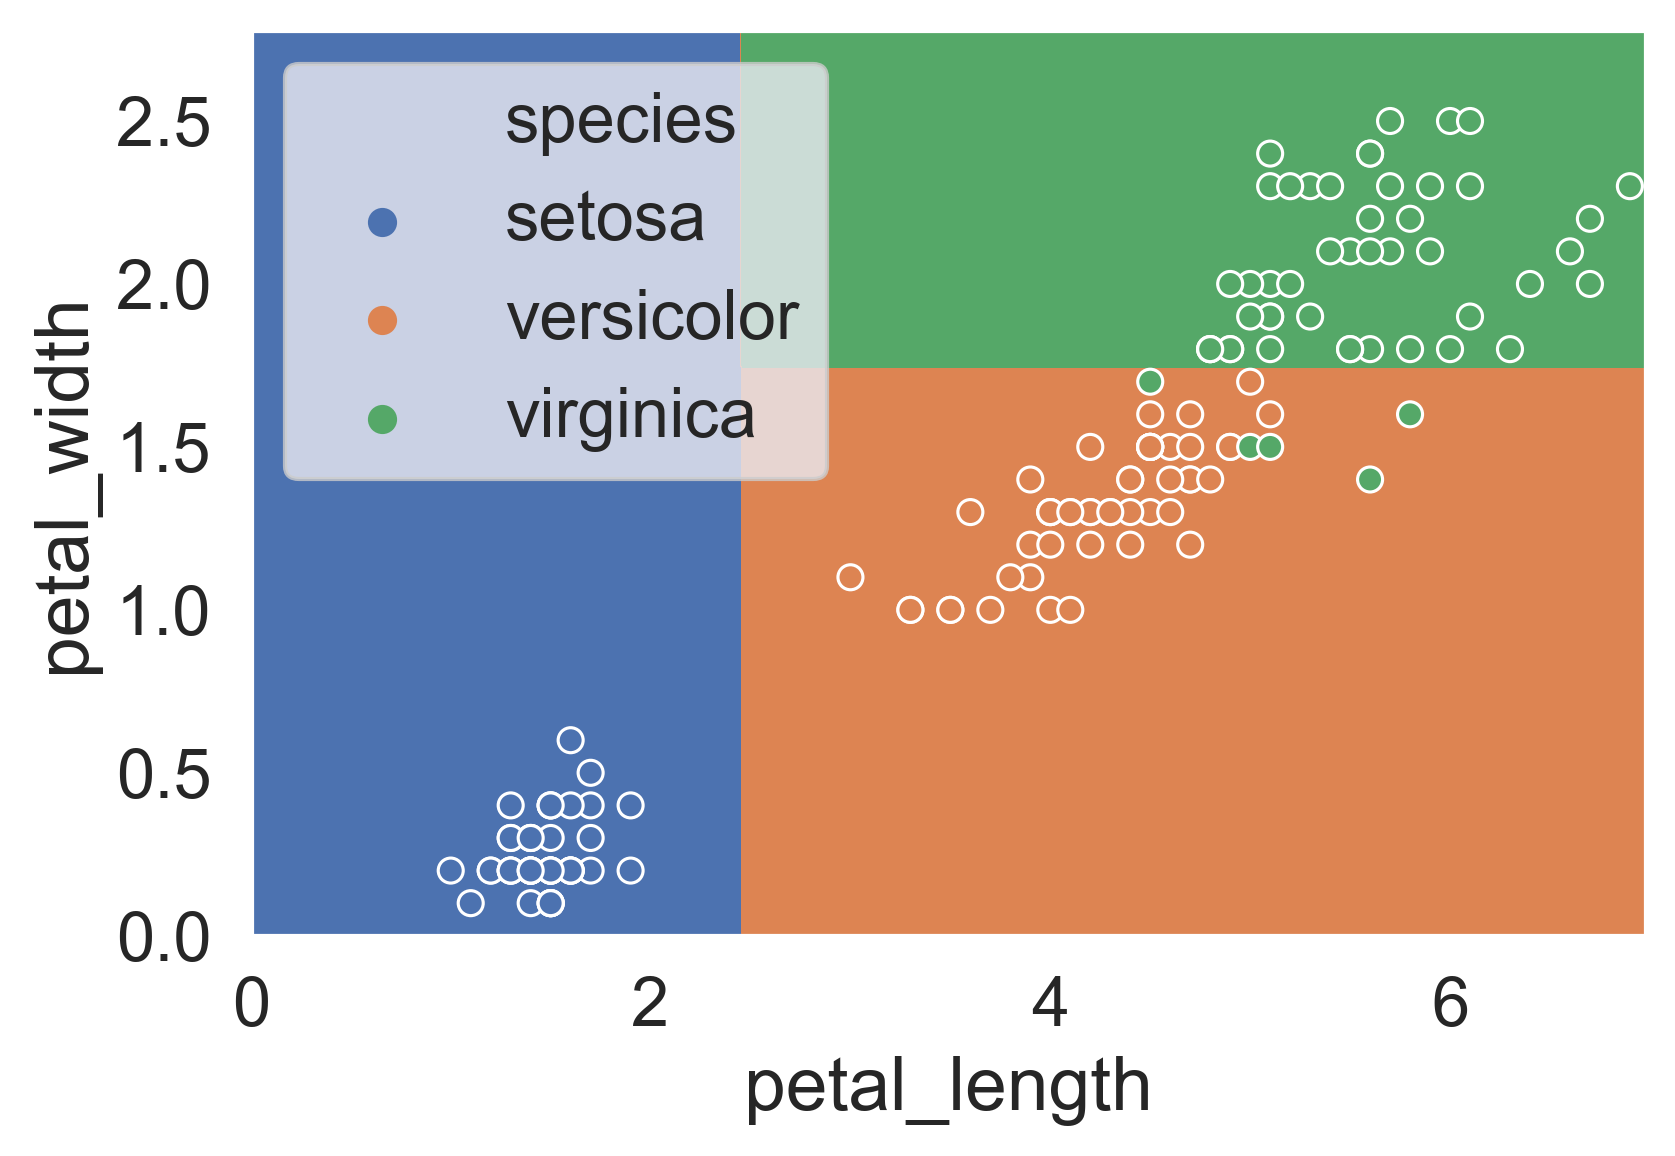 species
setosa
versicolor
virginica
petal_width
2.5
2.0
1.5
1.0
0.5
0.0
0 2 4 6
petal_length